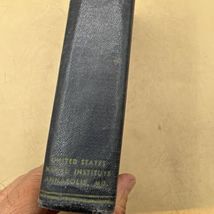 UNITED STATES
NAVAL INSTITUTE
ANNAPOLIS, MD.